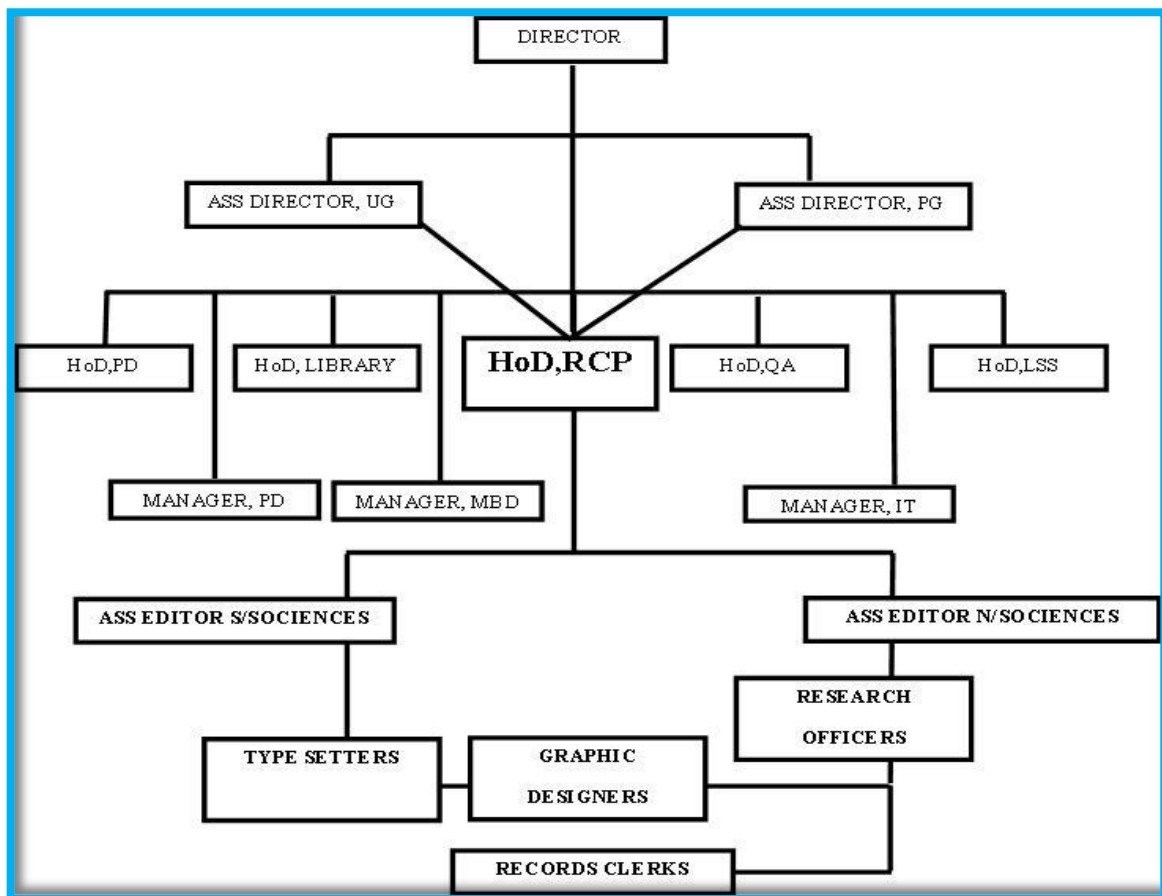 DIRECTOR
ASS DIRECTOR, UG
ASS DIRECTOR, PG
HoD,PD
HoD, LIBRARY
HoD,RCP
HoD,QA
HoD,LSS
MANAGER, PD
MANAGER, MBD
MANAGER, IT
ASS EDITOR S/SOCIENCES
ASS EDITOR N/SOCIENCES
RESEARCH
OFFICERS
TYPE SETTERS
GRAPHIC
DESIGNERS
RECORDS CLERKS